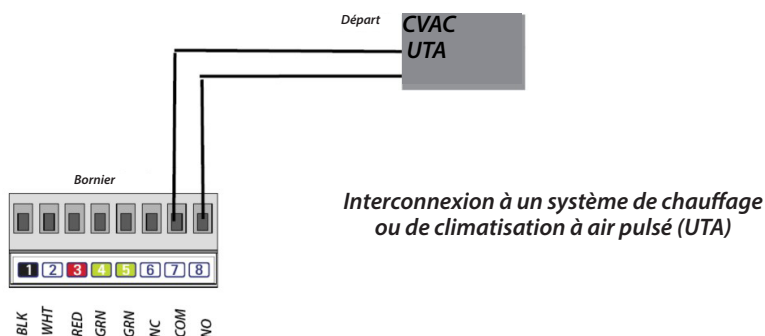 Départ
CVAC
UTA
Bornier
Interconnexion à un système de chauffage
ou de climatisation à air pulsé (UTA)
1 2 3 4 5 6 7 8
BLK
WHT
RED
GRN
GRN
NC
COM
NO